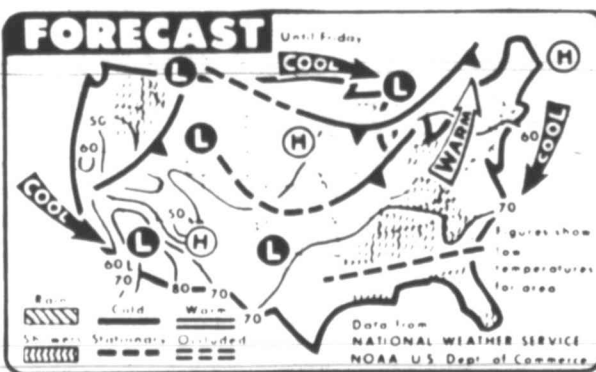 FORECAST
Until Friday
COOL
L
L
H
50
60
L
H
WARM
60
COOL
COOL
50
L
H
L
70
Figures show
low
temperatures
for area
60
70
80
70
70
Rain
Cold
Warm
Showers
Stationary
Occluded
Data from
NATIONAL WEATHER SERVICE
NOAA U.S. Dept of Commerce